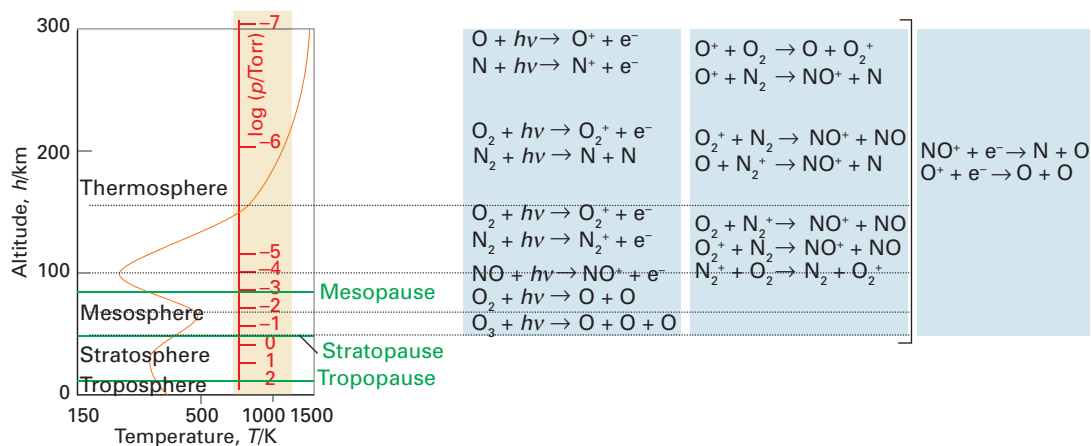 300
200
100
0
Altitude, h/km
150
500
1000
1500
Temperature, T/K
Thermosphere
Mesosphere
Stratosphere
Troposphere
log (p/Torr)
−7
−6
−5
−4
−3
−2
−1
0
1
2
Mesopause
Stratopause
Tropopause
O + hν → O⁺ + e⁻
N + hν → N⁺ + e⁻
O₂ + hν → O₂⁺ + e⁻
N₂ + hν → N + N
O₂ + hν → O₂⁺ + e⁻
N₂ + hν → N₂⁺ + e⁻
NO + hν → NO⁺ + e⁻
O₂ + hν → O + O
O₃ + hν → O + O + O
O⁺ + O₂ → O + O₂⁺
O⁺ + N₂ → NO⁺ + N
O₂⁺ + N₂ → NO⁺ + NO
O + N₂⁺ → NO⁺ + N
O₂ + N₂⁺ → NO⁺ + NO
O₂⁺ + N₂ → NO⁺ + NO
N₂⁺ + O₂ → N₂ + O₂⁺
NO⁺ + e⁻ → N + O
O⁺ + e⁻ → O + O